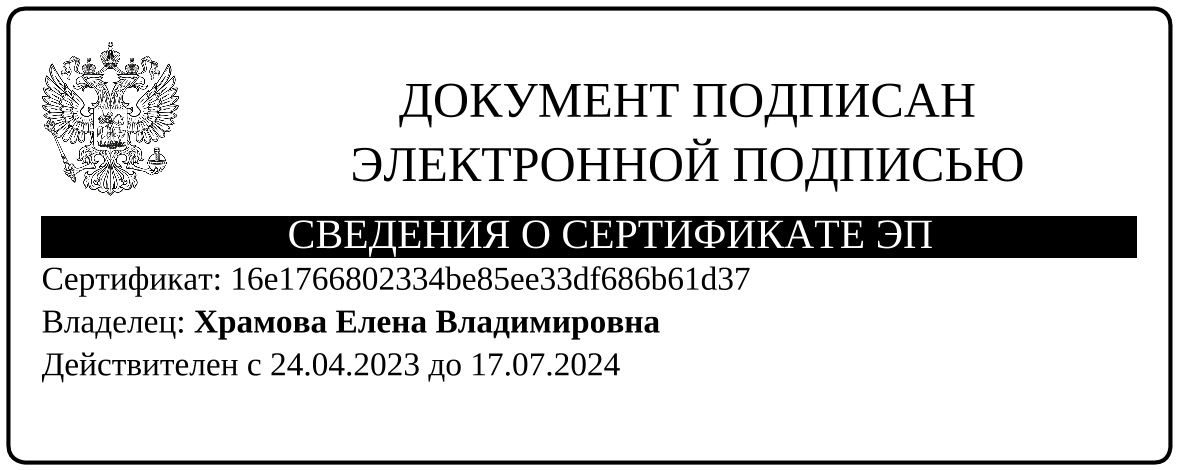 ДОКУМЕНТ ПОДПИСАН
ЭЛЕКТРОННОЙ ПОДПИСЬЮ
СВЕДЕНИЯ О СЕРТИФИКАТЕ ЭП
Сертификат: 16e1766802334be85ee33df686b61d37
Владелец: Храмова Елена Владимировна
Действителен с 24.04.2023 до 17.07.2024